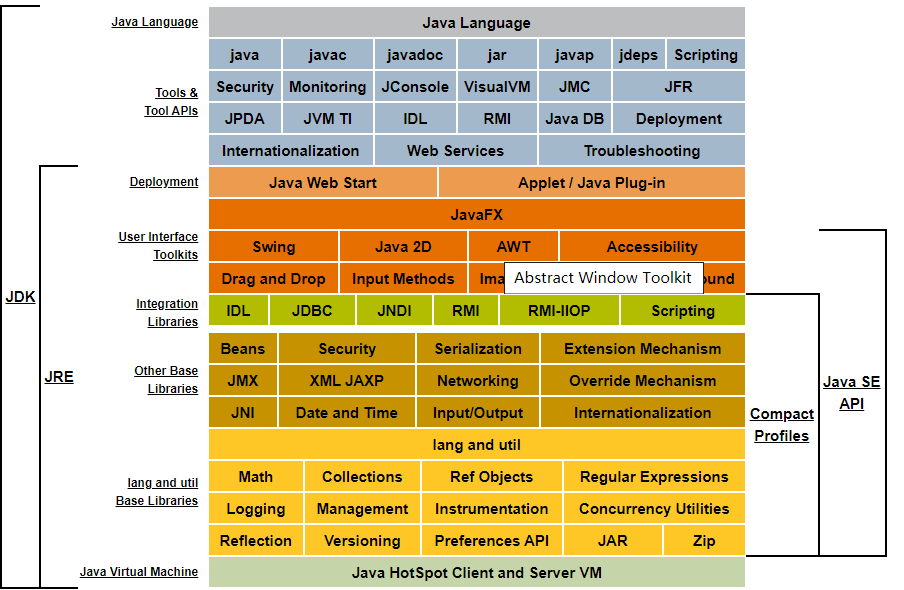 Java Language Java Language
java javac javadoc jar javap jdeps Scripting
Security Monitoring JConsole VisualVM JMC JFR
Tools &
Tool APIs
JPDA JVM TI IDL RMI Java DB Deployment
Internationalization Web Services Troubleshooting
Deployment Java Web Start Applet / Java Plug-in
JavaFX
User Interface
Toolkits
Swing Java 2D AWT Accessibility
Drag and Drop Input Methods Ima Abstract Window Toolkit und
JDK
Integration
Libraries
IDL JDBC JNDI RMI RMI-IIOP Scripting
Beans Security Serialization Extension Mechanism
JRE
Other Base
Libraries
JMX XML JAXP Networking Override Mechanism
Java SE
API
JNI Date and Time Input/Output Internationalization
Compact
Profiles
lang and util
lang and util
Base Libraries
Math Collections Ref Objects Regular Expressions
Logging Management Instrumentation Concurrency Utilities
Reflection Versioning Preferences API JAR Zip
Java Virtual Machine Java HotSpot Client and Server VM